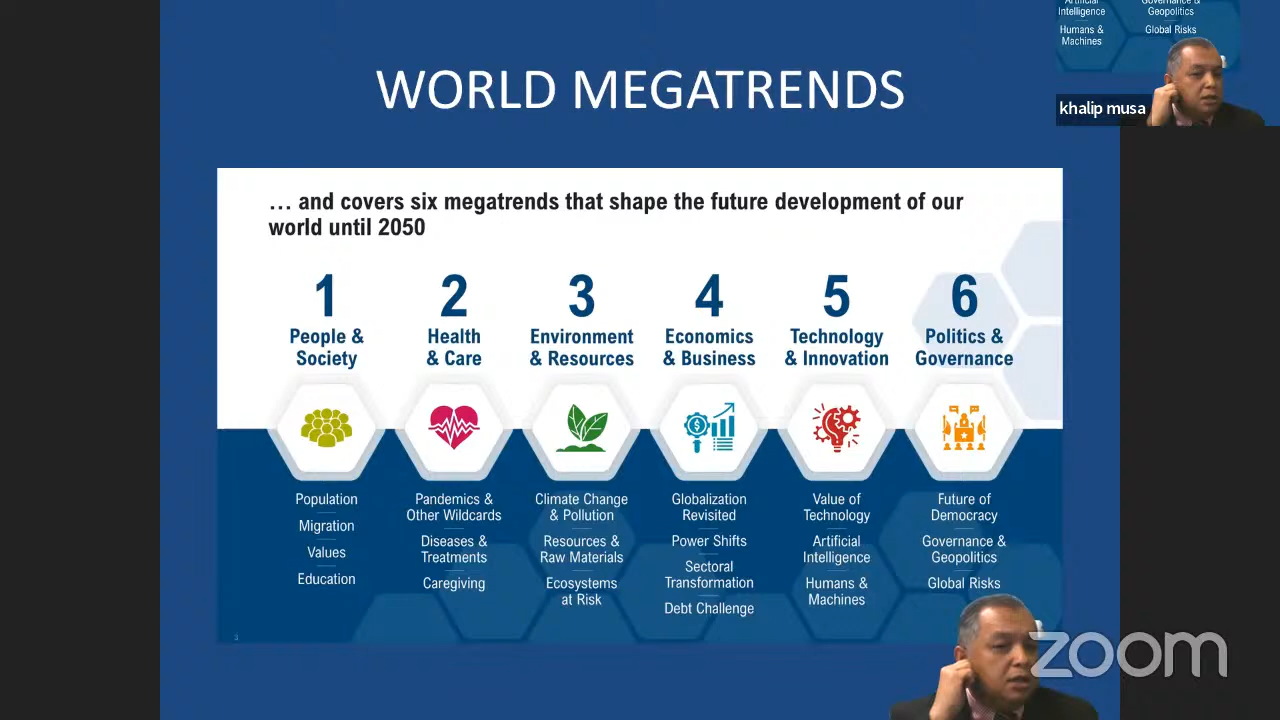 WORLD MEGATRENDS
Artificial
Intelligence
Humans &
Machines
Governance &
Geopolitics
Global Risks
khalip musa
… and covers six megatrends that shape the future development of our
world until 2050
1
People &
Society
Population
Migration
Values
Education
2
Health
& Care
Pandemics &
Other Wildcards
Diseases &
Treatments
Caregiving
3
Environment
& Resources
Climate Change
& Pollution
Resources &
Raw Materials
Ecosystems
at Risk
4
Economics
& Business
Globalization
Revisited
Power Shifts
Sectoral
Transformation
Debt Challenge
5
Technology
& Innovation
Value of
Technology
Artificial
Intelligence
Humans &
Machines
6
Politics &
Governance
Future of
Democracy
Governance &
Geopolitics
Global Risks
3
zoom